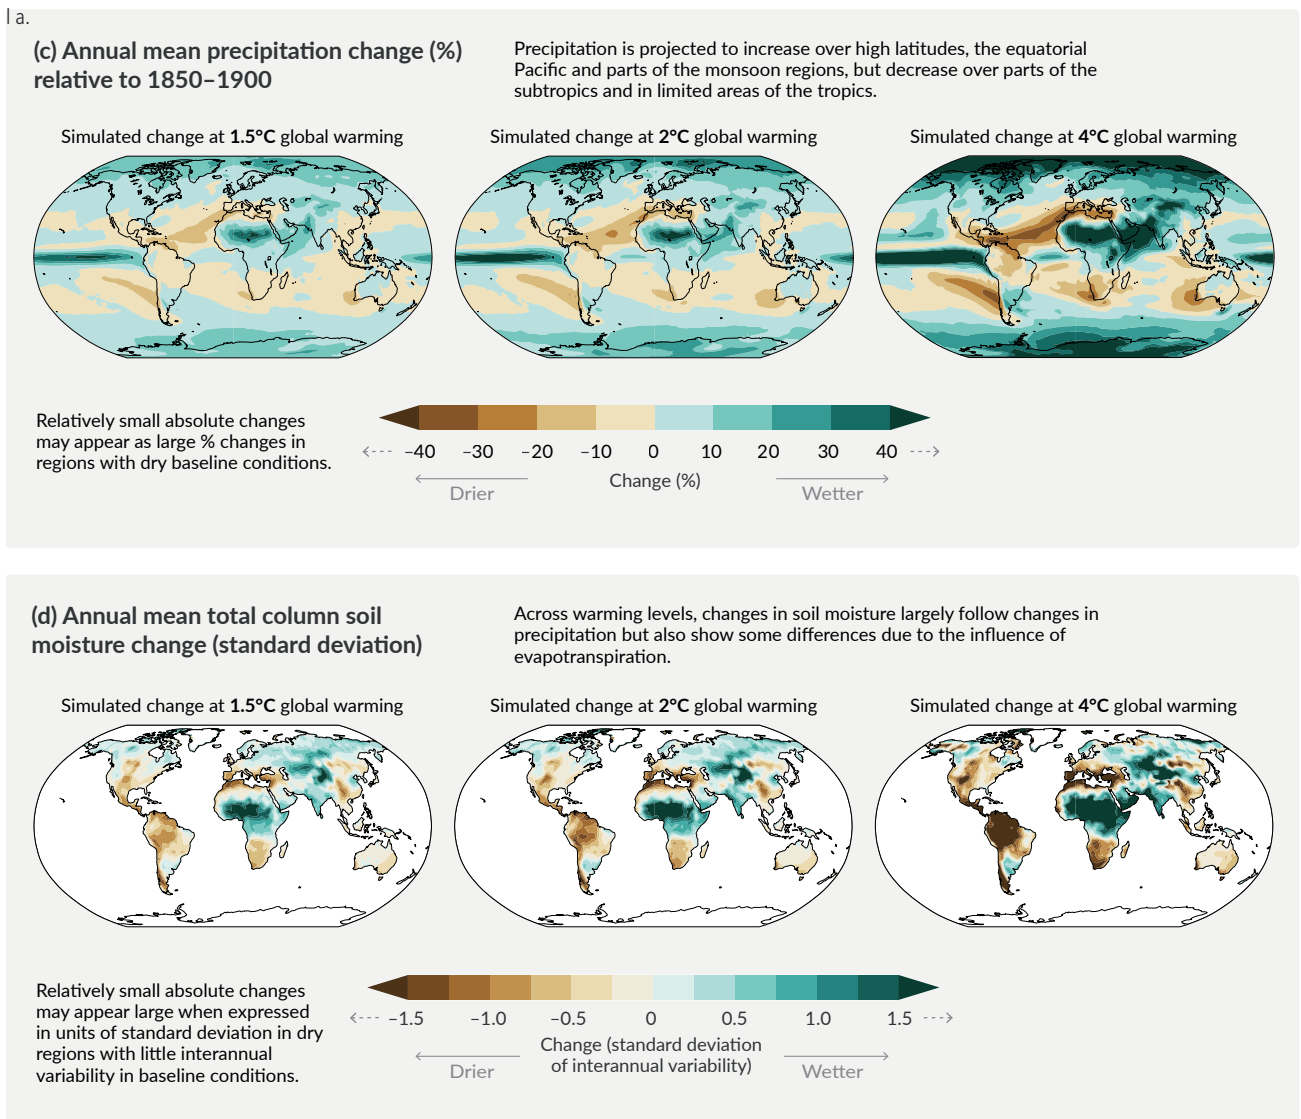 l a.
(c) Annual mean precipitation change (%)
relative to 1850–1900
Precipitation is projected to increase over high latitudes, the equatorial
Pacific and parts of the monsoon regions, but decrease over parts of the
subtropics and in limited areas of the tropics.
Simulated change at 1.5°C global warming
Simulated change at 2°C global warming
Simulated change at 4°C global warming
Relatively small absolute changes
may appear as large % changes in
regions with dry baseline conditions.
–40 –30 –20 –10 0 10 20 30 40
Change (%)
Drier
Wetter
(d) Annual mean total column soil
moisture change (standard deviation)
Across warming levels, changes in soil moisture largely follow changes in
precipitation but also show some differences due to the influence of
evapotranspiration.
Simulated change at 1.5°C global warming
Simulated change at 2°C global warming
Simulated change at 4°C global warming
Relatively small absolute changes
may appear large when expressed
in units of standard deviation in dry
regions with little interannual
variability in baseline conditions.
–1.5 –1.0 –0.5 0 0.5 1.0 1.5
Change (standard deviation
of interannual variability)
Drier
Wetter